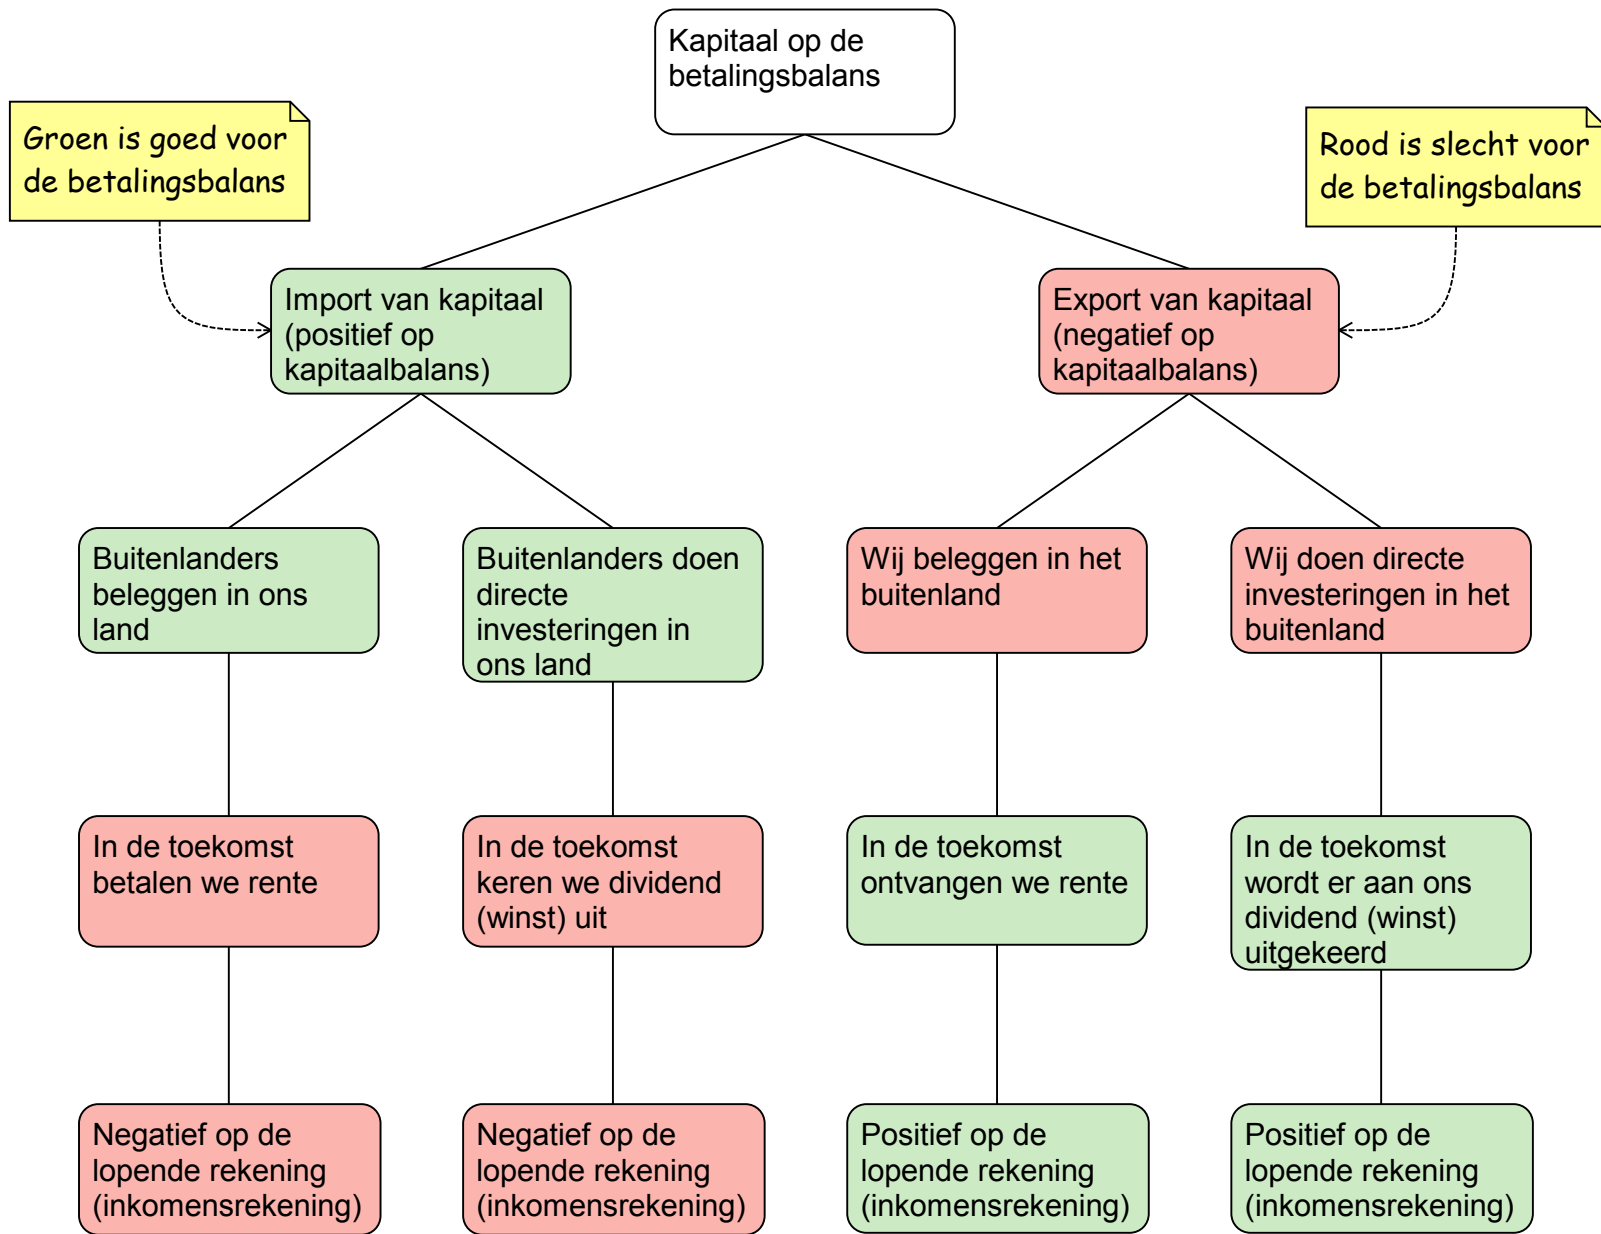 Kapitaal op de
betalingsbalans
Groen is goed voor
de betalingsbalans
Rood is slecht voor
de betalingsbalans
Import van kapitaal
(positief op
kapitaalbalans)
Export van kapitaal
(negatief op
kapitaalbalans)
Buitenlanders
beleggen in ons
land
Buitenlanders doen
directe
investeringen in
ons land
Wij beleggen in het
buitenland
Wij doen directe
investeringen in het
buitenland
In de toekomst
betalen we rente
In de toekomst
keren we dividend
(winst) uit
In de toekomst
ontvangen we rente
In de toekomst
wordt er aan ons
dividend (winst)
uitgekeerd
Negatief op de
lopende rekening
(inkomensrekening)
Negatief op de
lopende rekening
(inkomensrekening)
Positief op de
lopende rekening
(inkomensrekening)
Positief op de
lopende rekening
(inkomensrekening)